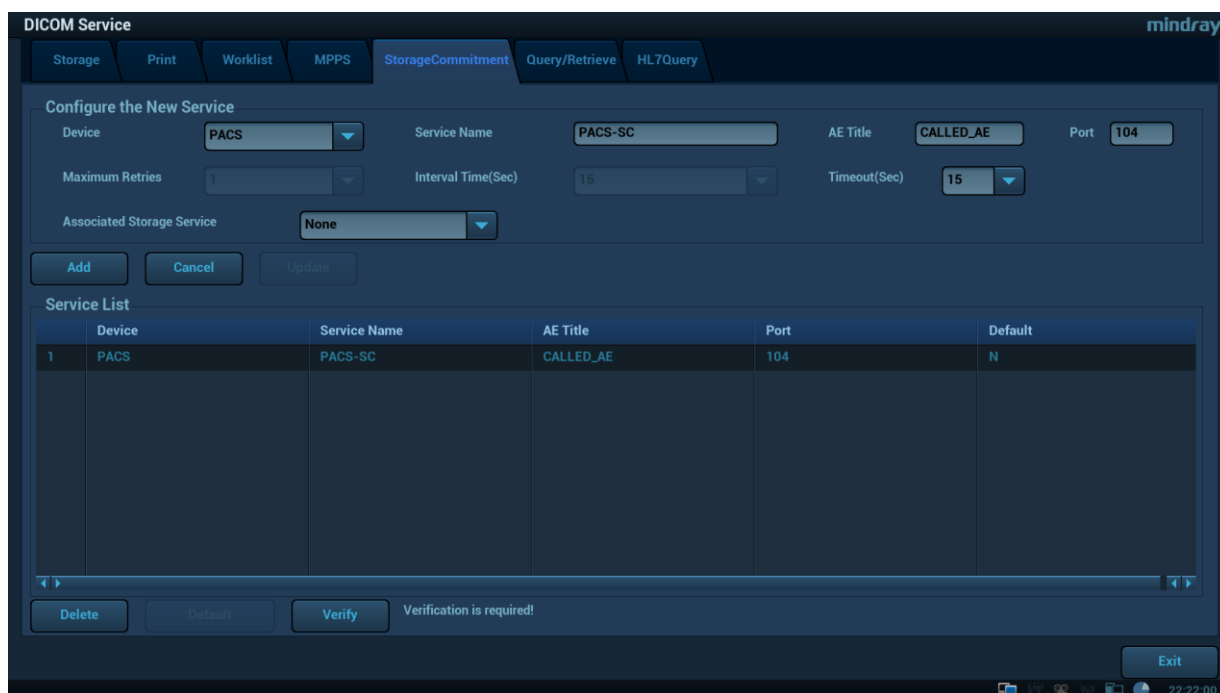 DICOM Service mindray
Storage Print Worklist MPPS StorageCommitment Query/Retrieve HL7Query
Configure the New Service
Device PACS Service Name PACS-SC AE Title CALLED_AE Port 104
Maximum Retries 1 Interval Time(Sec) 15 Timeout(Sec) 15
Associated Storage Service None
Add Cancel Update
Service List
Device Service Name AE Title Port Default
1 PACS PACS-SC CALLED_AE 104 N
Delete Default Verify Verification is required!
Exit
22:22:00